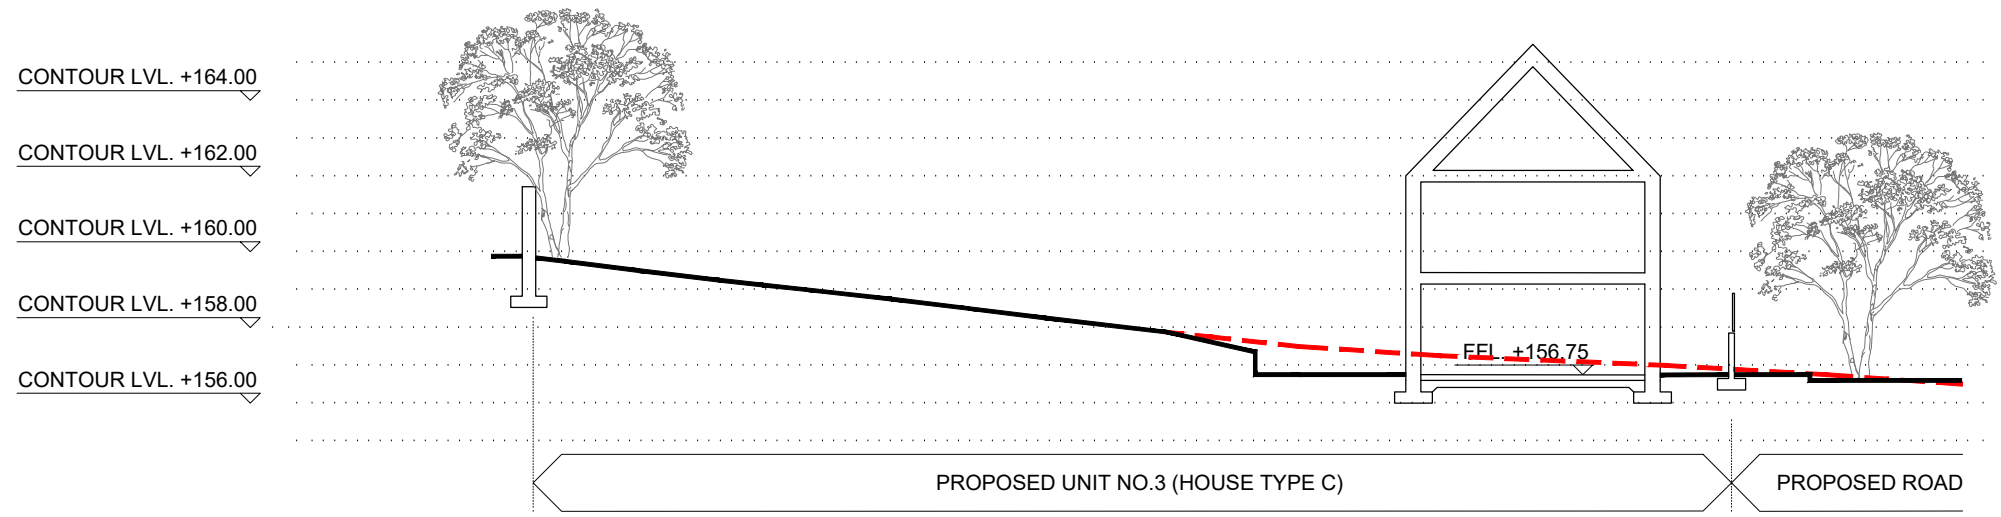 CONTOUR LVL. +164.00
CONTOUR LVL. +162.00
CONTOUR LVL. +160.00
CONTOUR LVL. +158.00
CONTOUR LVL. +156.00
FFL. +156.75
PROPOSED UNIT NO.3 (HOUSE TYPE C)
PROPOSED ROAD